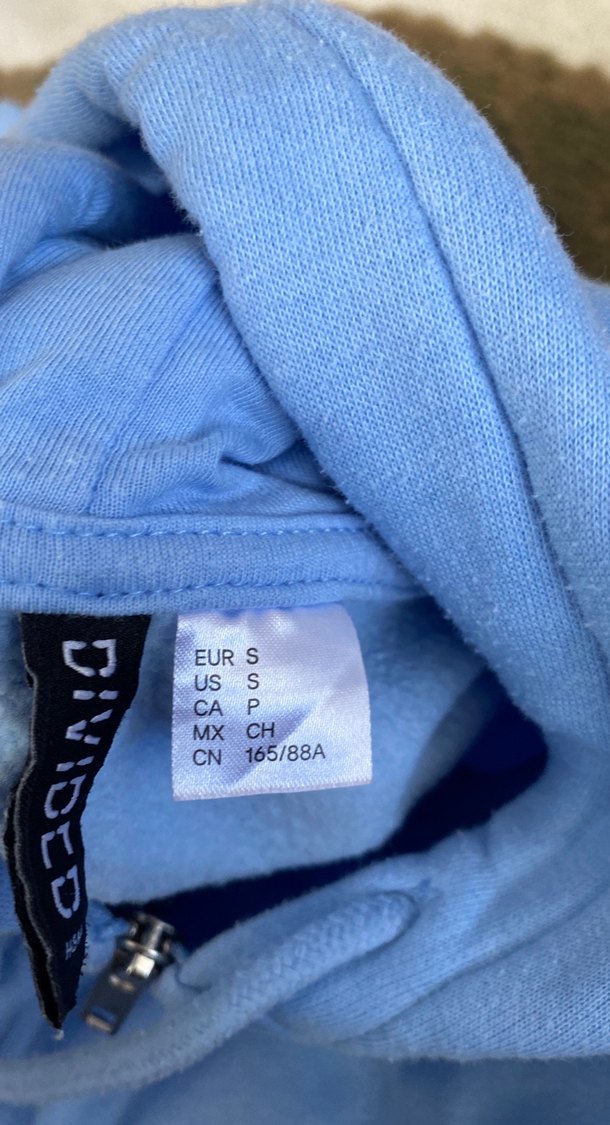 DIVIDED
H&M
EUR S
US S
CA P
MX CH
CN 165/88A